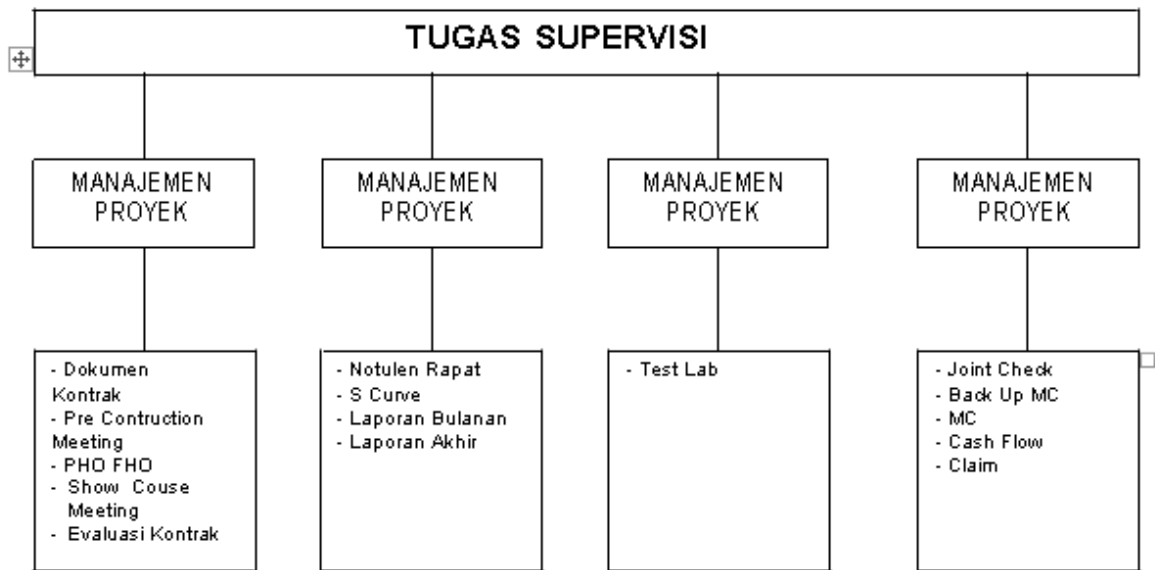 TUGAS SUPERVISI
MANAJEMEN
PROYEK
MANAJEMEN
PROYEK
MANAJEMEN
PROYEK
MANAJEMEN
PROYEK
- Dokumen
Kontrak
- Pre Contruction
Meeting
- PHO FHO
- Show Couse
Meeting
- Evaluasi Kontrak
- Notulen Rapat
- S Curve
- Laporan Bulanan
- Laporan Akhir
- Test Lab
- Joint Check
- Back Up MC
- MC
- Cash Flow
- Claim